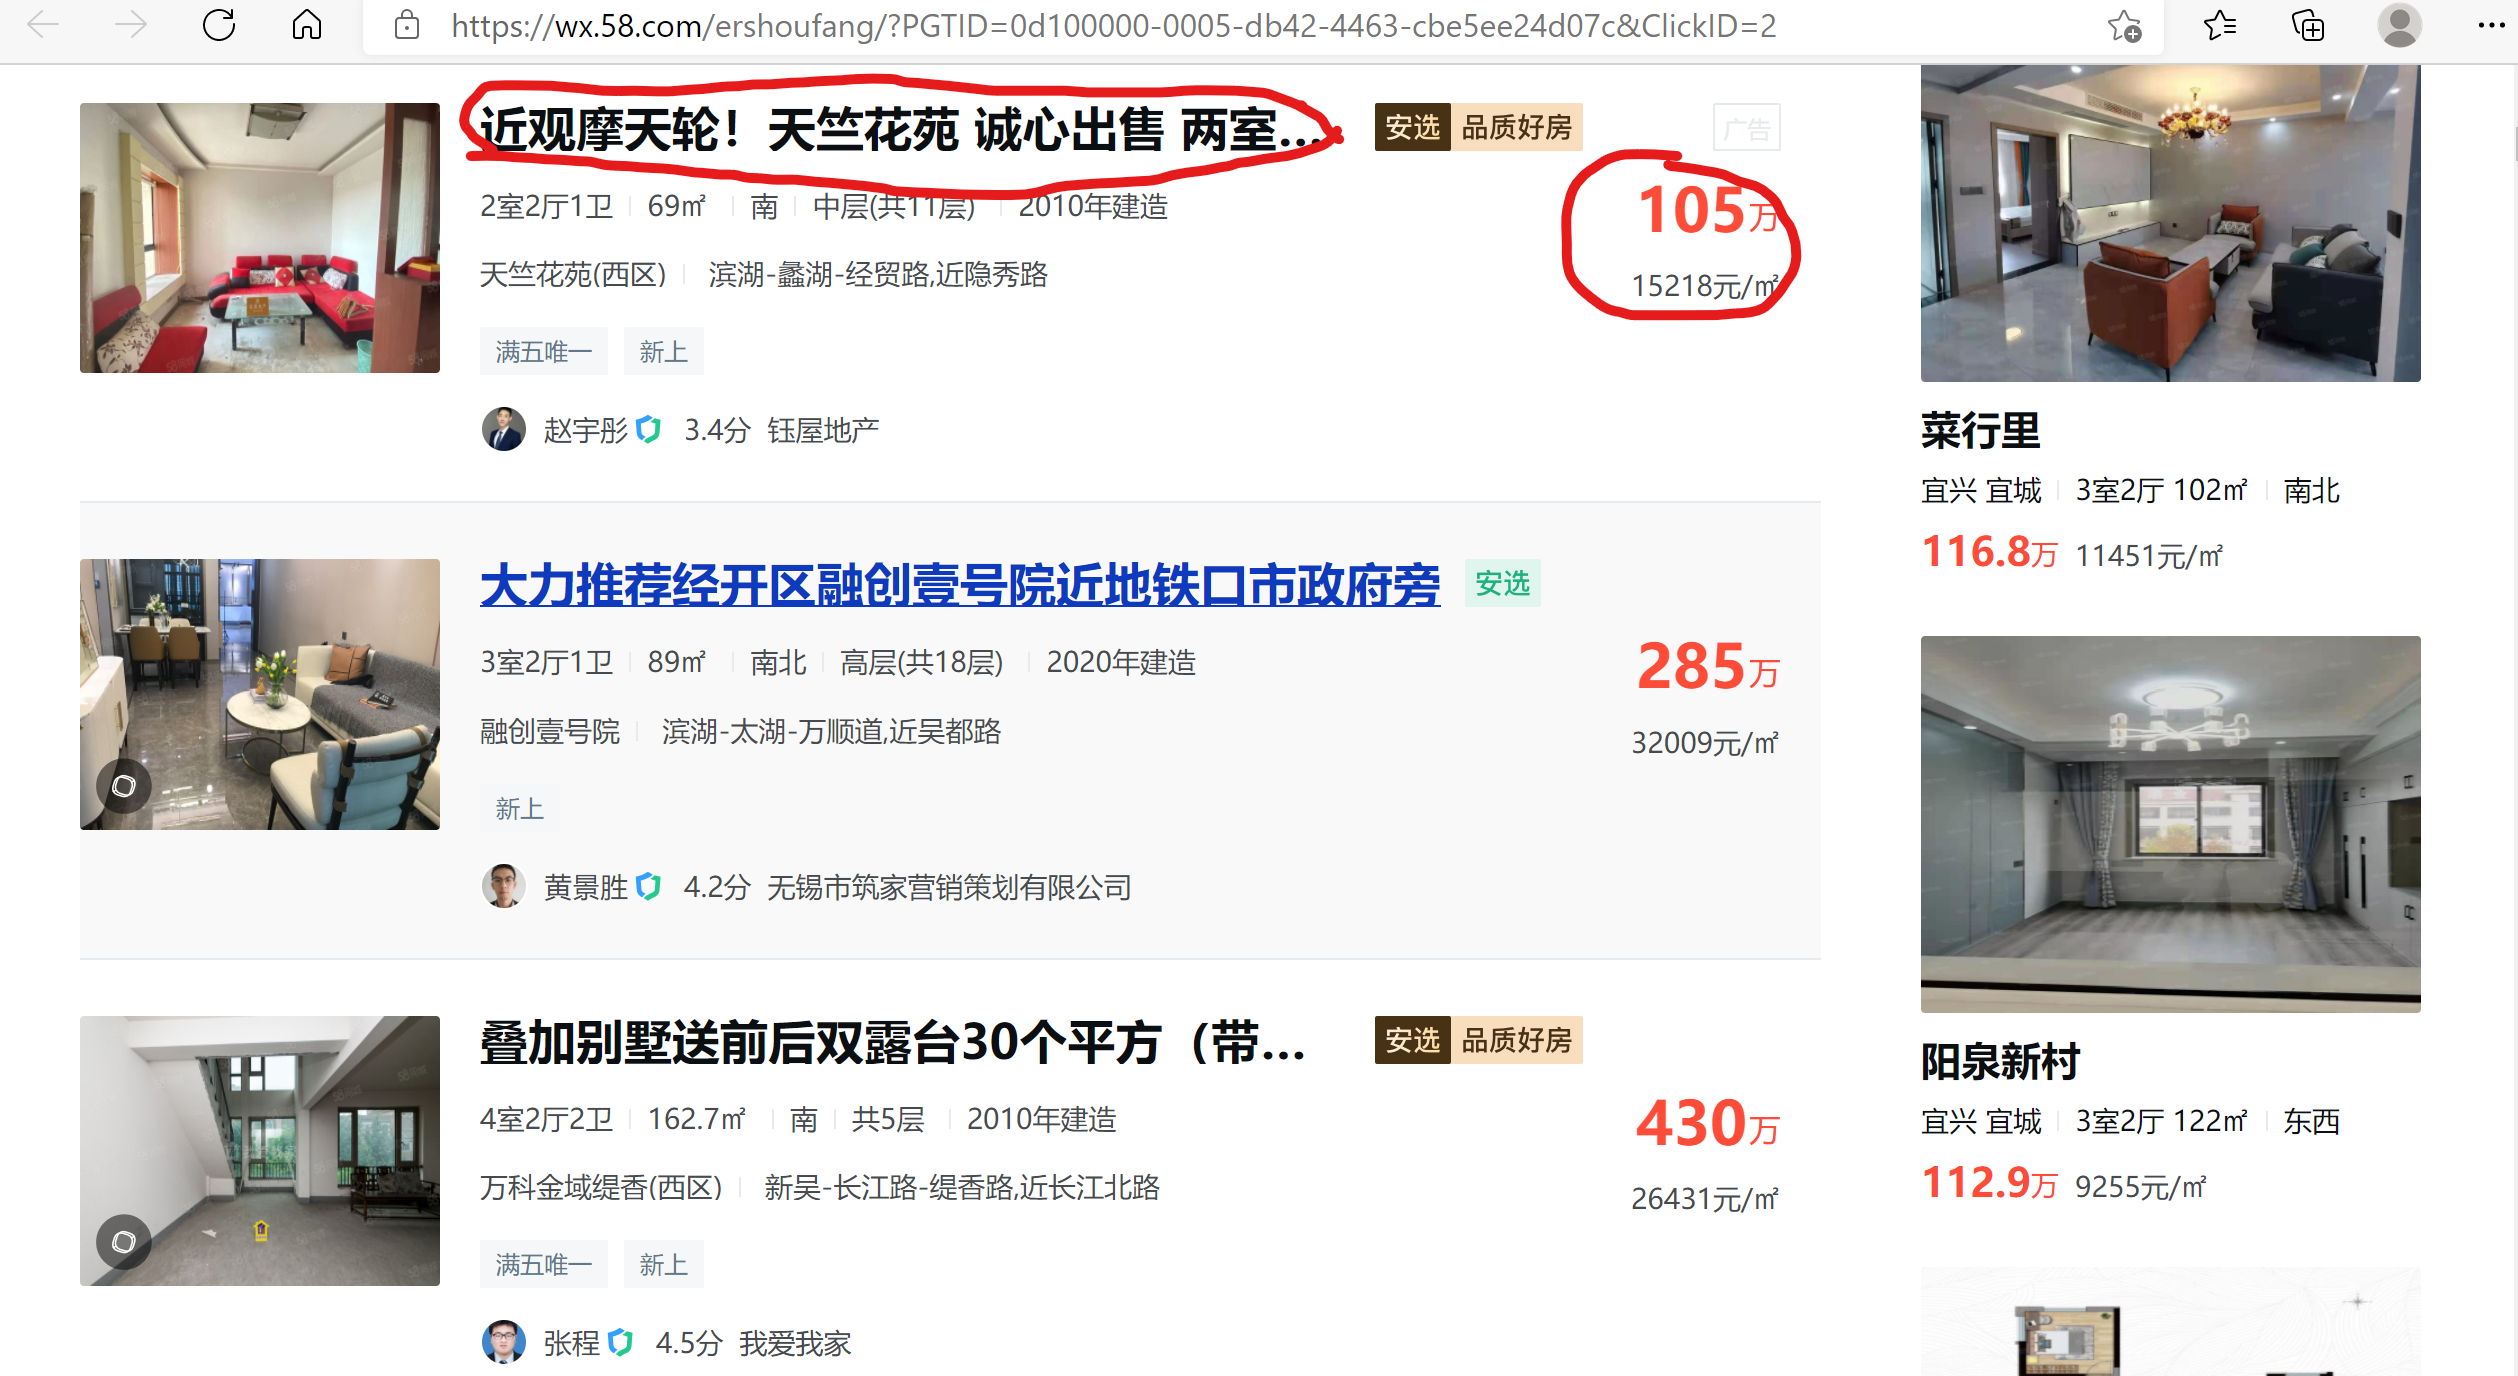 https://wx.58.com/ershoufang/?PGTID=0d100000-0005-db42-4463-cbe5ee24d07c&ClickID=2
近观摩天轮！天竺花苑 诚心出售 两室...
安选 品质好房
广告
2室2厅1卫 69㎡ 南 中层(共11层) 2010年建造
105万
天竺花苑(西区) 滨湖-蠡湖-经贸路,近隐秀路
15218元/㎡
满五唯一 新上
赵宇彤 3.4分 钰屋地产
大力推荐经开区融创壹号院近地铁口市政府旁
安选
3室2厅1卫 89㎡ 南北 高层(共18层) 2020年建造
285万
融创壹号院 滨湖-太湖-万顺道,近吴都路
32009元/㎡
新上
黄景胜 4.2分 无锡市筑家营销策划有限公司
叠加别墅送前后双露台30个平方（带...
安选 品质好房
4室2厅2卫 162.7㎡ 南 共5层 2010年建造
430万
万科金域缇香(西区) 新吴-长江路-缇香路,近长江北路
26431元/㎡
满五唯一 新上
张程 4.5分 我爱我家
菜行里
宜兴 宜城 3室2厅 102㎡ 南北
116.8万 11451元/㎡
阳泉新村
宜兴 宜城 3室2厅 122㎡ 东西
112.9万 9255元/㎡